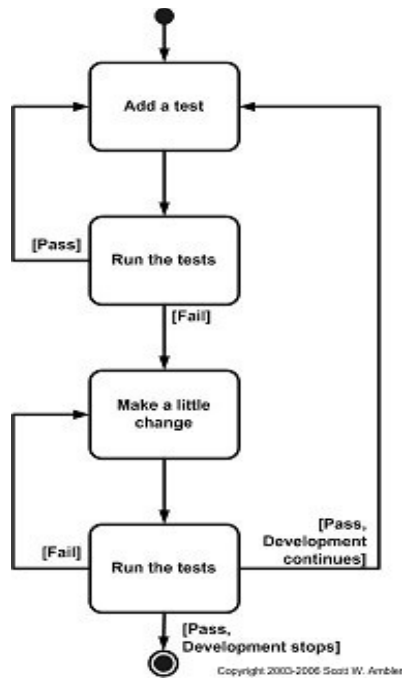 Add a test
[Pass]
Run the tests
[Fail]
Make a little
change
[Pass,
Development
continues]
[Fail]
Run the tests
[Pass,
Development stops]
Copyright 2003-2006 Scott W. Ambler